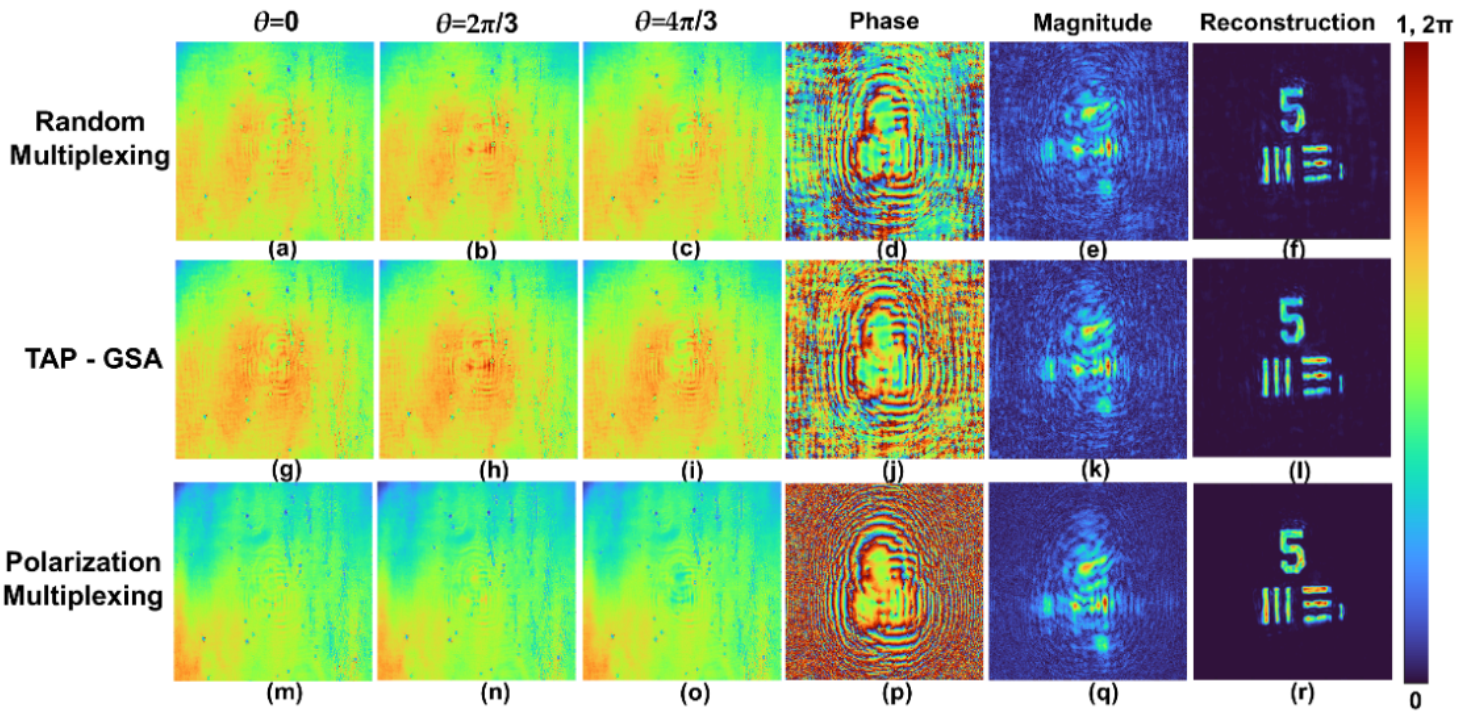 θ=0 θ=2π/3 θ=4π/3 Phase Magnitude Reconstruction 1, 2π
Random
Multiplexing
5
(a) (b) (c) (d) (e) (f)
TAP - GSA
5
(g) (h) (i) (j) (k) (l)
Polarization
Multiplexing
5
(m) (n) (o) (p) (q) (r)
0